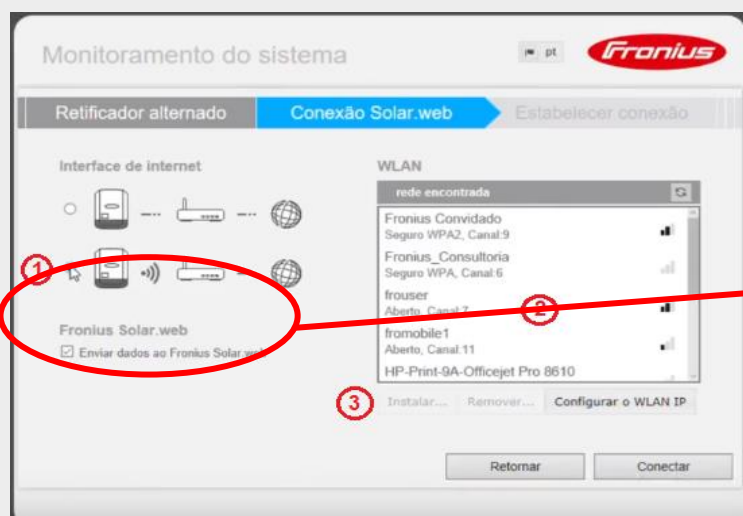 Monitoramento do sistema
pt
Fronius
Retificador alternado
Conexão Solar.web
Estabelecer conexão
Interface de internet
1
Fronius Solar.web
Enviar dados ao Fronius Solar.web
WLAN
rede encontrada
Fronius Convidado
Seguro WPA2, Canal:9
Fronius_Consultoria
Seguro WPA, Canal:6
frouser
Aberto, Canal:7
2
fromobile1
Aberto, Canal:11
HP-Print-9A-Officejet Pro 8610
3
Instalar... Remover... Configurar o WLAN IP
Retornar Conectar